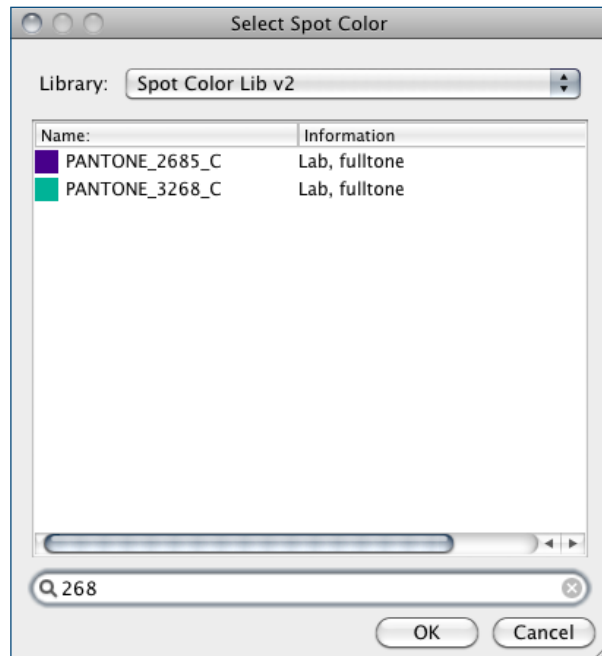 Select Spot Color
Library: Spot Color Lib v2
Name: Information
PANTONE_2685_C Lab, fulltone
PANTONE_3268_C Lab, fulltone
268
OK Cancel